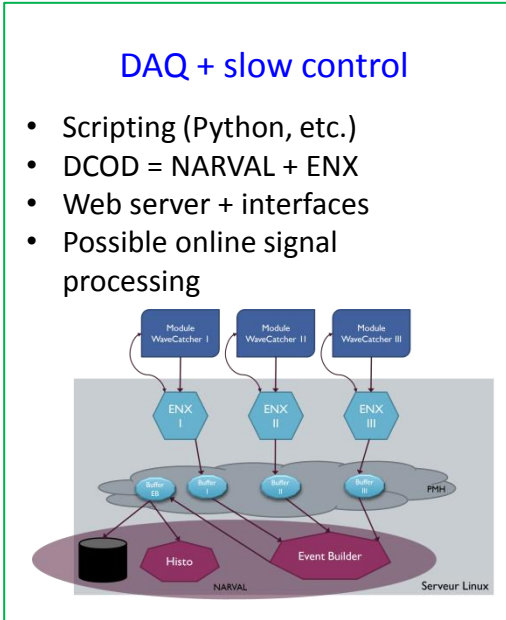 DAQ + slow control
• Scripting (Python, etc.)
• DCOD = NARVAL + ENX
• Web server + interfaces
• Possible online signal
processing
Module
WaveCatcher I
Module
WaveCatcher II
Module
WaveCatcher III
ENX
I
ENX
II
ENX
III
Buffer
EB
Buffer
I
Buffer
II
Buffer
III
PMH
Histo
Event Builder
NARVAL
Serveur Linux